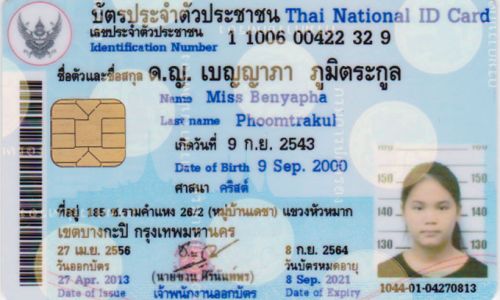 บัตรประจำตัวประชาชน Thai National ID Card
เลขประจำตัวประชาชน
Identification Number 1 1006 00422 32 9
ชื่อตัวและชื่อสกุล ด.ญ. เบญญาภา ภูมิตระกูล
Name Miss Benyapha
Last name Phoomtrakul
เกิดวันที่ 9 ก.ย. 2543
Date of Birth 9 Sep. 2000
ศาสนา คริสต์
ที่อยู่ 185 ซ.รามคำแหง 26/2 (หมู่บ้านเดชา) แขวงหัวหมาก
เขตบางกะปิ กรุงเทพมหานคร
27 เม.ย. 2556
วันออกบัตร
27 Apr. 2013
Date of Issue
เจ้าพนักงานออกบัตร
8 ก.ย. 2564
วันบัตรหมดอายุ
8 Sep. 2021
Date of Expiry
150 150
140 140
130 130
1044-01-04270813